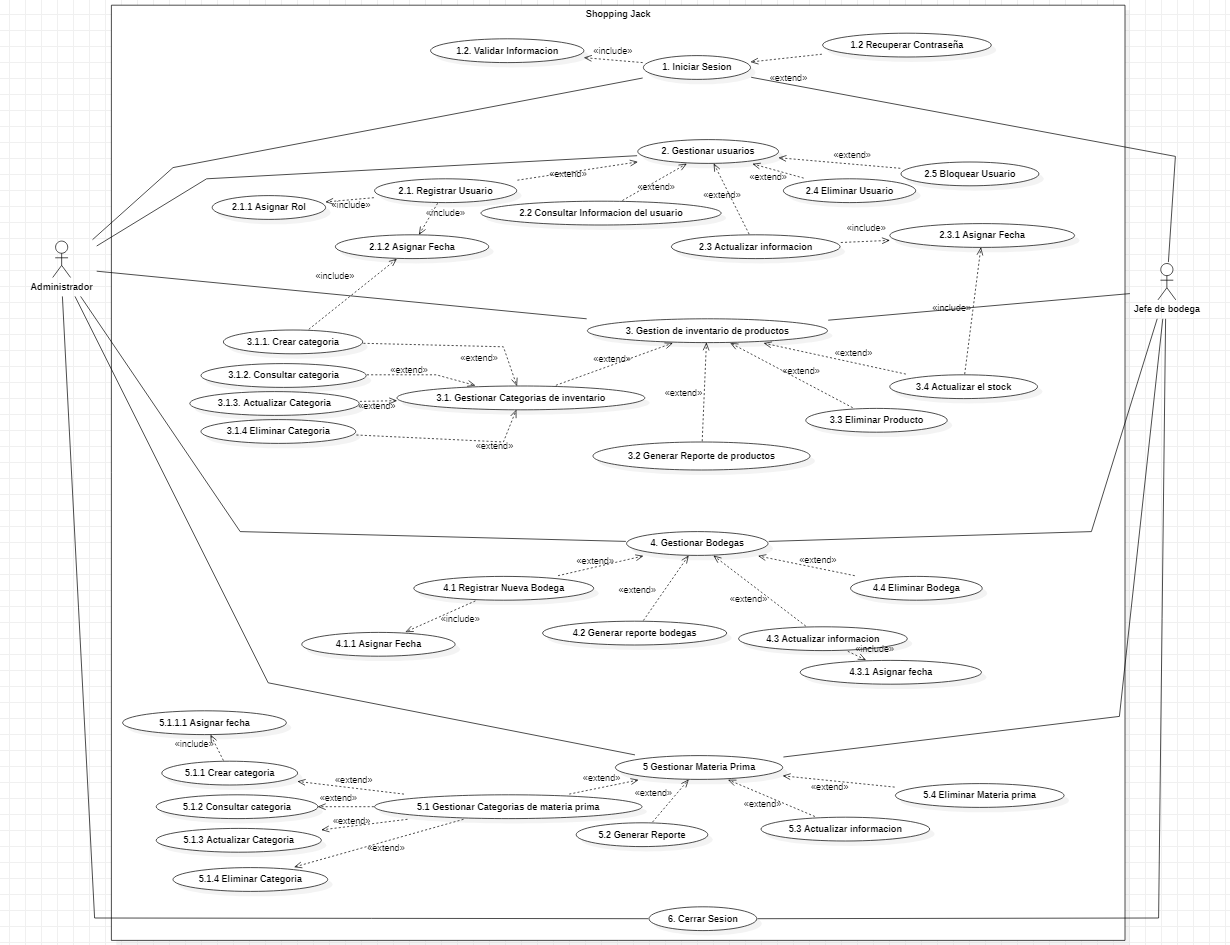 Shopping Jack
1.2. Validar Informacion
«include»
1. Iniciar Sesion
1.2 Recuperar Contraseña
«extend»
2. Gestionar usuarios
«extend»
2.5 Bloquear Usuario
«extend»
«extend»
2.4 Eliminar Usuario
«extend»
«extend»
2.1. Registrar Usuario
2.1.1 Asignar Rol
«include»
«include»
2.2 Consultar Informacion del usuario
2.1.2 Asignar Fecha
2.3 Actualizar informacion
«include»
2.3.1 Asignar Fecha
Administrador
Jefe de bodega
«include»
«include»
3. Gestion de inventario de productos
3.1.1. Crear categoria
«extend»
«extend»
«extend»
«extend»
3.1.2. Consultar categoria
«extend»
3.4 Actualizar el stock
3.1.3. Actualizar Categoria
«extend»
3.1. Gestionar Categorias de inventario
«extend»
3.3 Eliminar Producto
3.1.4 Eliminar Categoria
«extend»
3.2 Generar Reporte de productos
4. Gestionar Bodegas
«extend»
«extend»
«extend»
«extend»
4.1 Registrar Nueva Bodega
4.4 Eliminar Bodega
«include»
4.1.1 Asignar Fecha
4.2 Generar reporte bodegas
4.3 Actualizar informacion
«include»
4.3.1 Asignar fecha
5.1.1.1 Asignar fecha
«include»
5 Gestionar Materia Prima
5.1.1 Crear categoria
«extend»
«extend»
«extend»
«extend»
«extend»
5.4 Eliminar Materia prima
5.1.2 Consultar categoria
«extend»
5.1 Gestionar Categorias de materia prima
«extend»
5.1.3 Actualizar Categoria
«extend»
5.2 Generar Reporte
5.3 Actualizar informacion
5.1.4 Eliminar Categoria
6. Cerrar Sesion